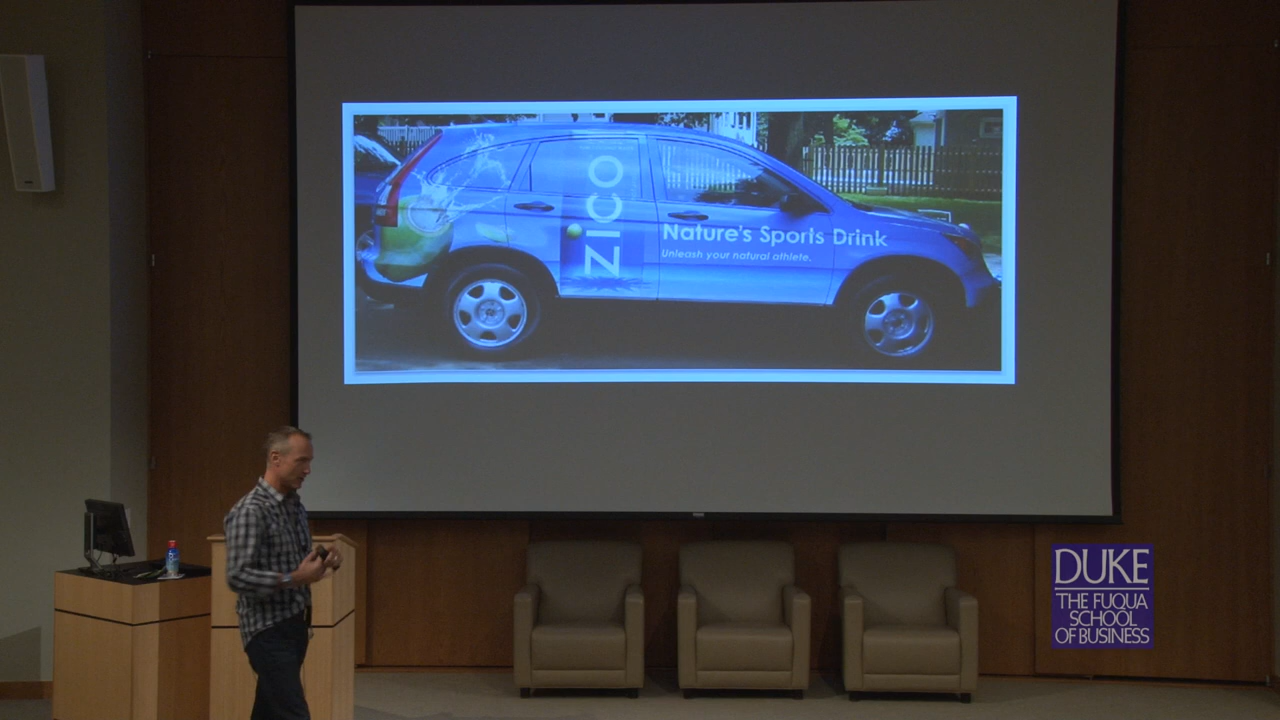 ZICO
Nature's Sports Drink
Unleash your natural athlete.
DUKE
THE FUQUA
SCHOOL
OF BUSINESS